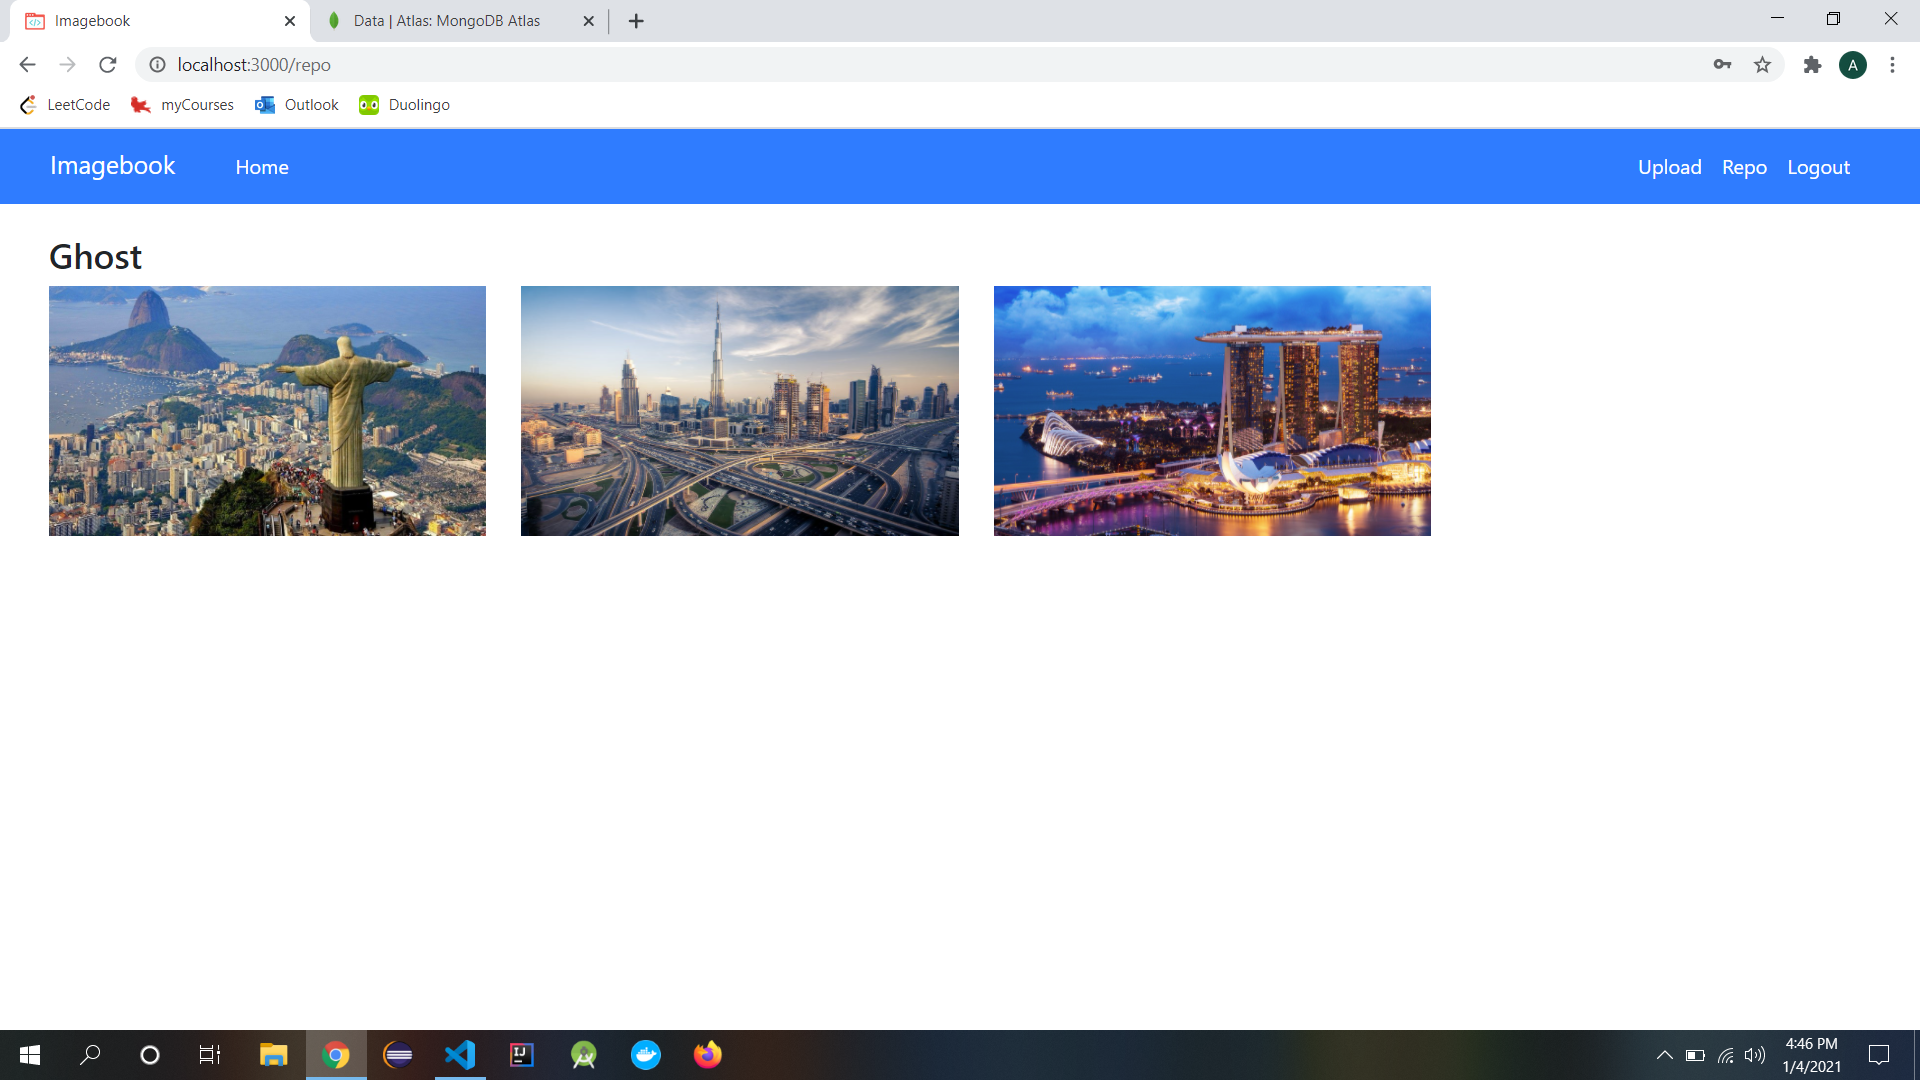 Imagebook
Data | Atlas: MongoDB Atlas
localhost:3000/repo
A
LeetCode
myCourses
Outlook
Duolingo
Imagebook
Home
Upload
Repo
Logout
Ghost
IJ
4:46 PM
1/4/2021